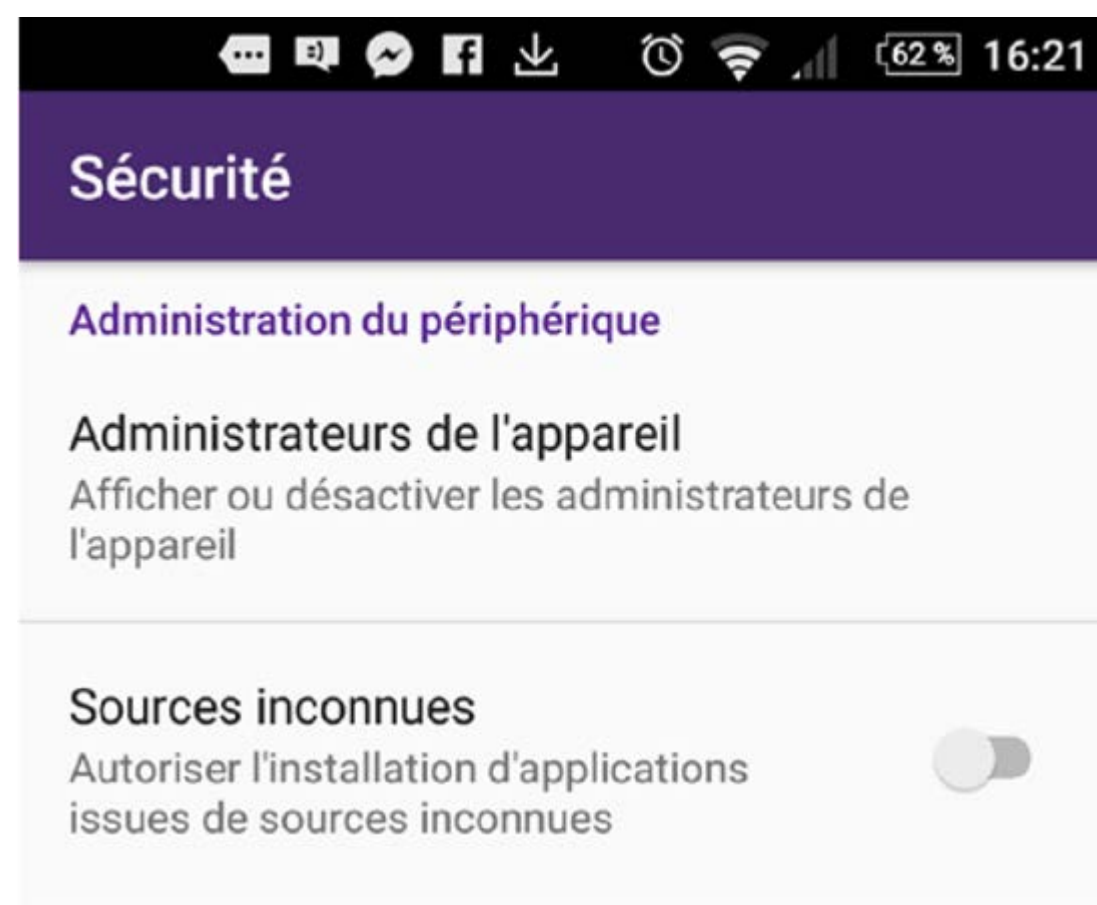 62 % 16:21
Sécurité
Administration du périphérique
Administrateurs de l'appareil
Afficher ou désactiver les administrateurs de
l'appareil
Sources inconnues
Autoriser l'installation d'applications
issues de sources inconnues